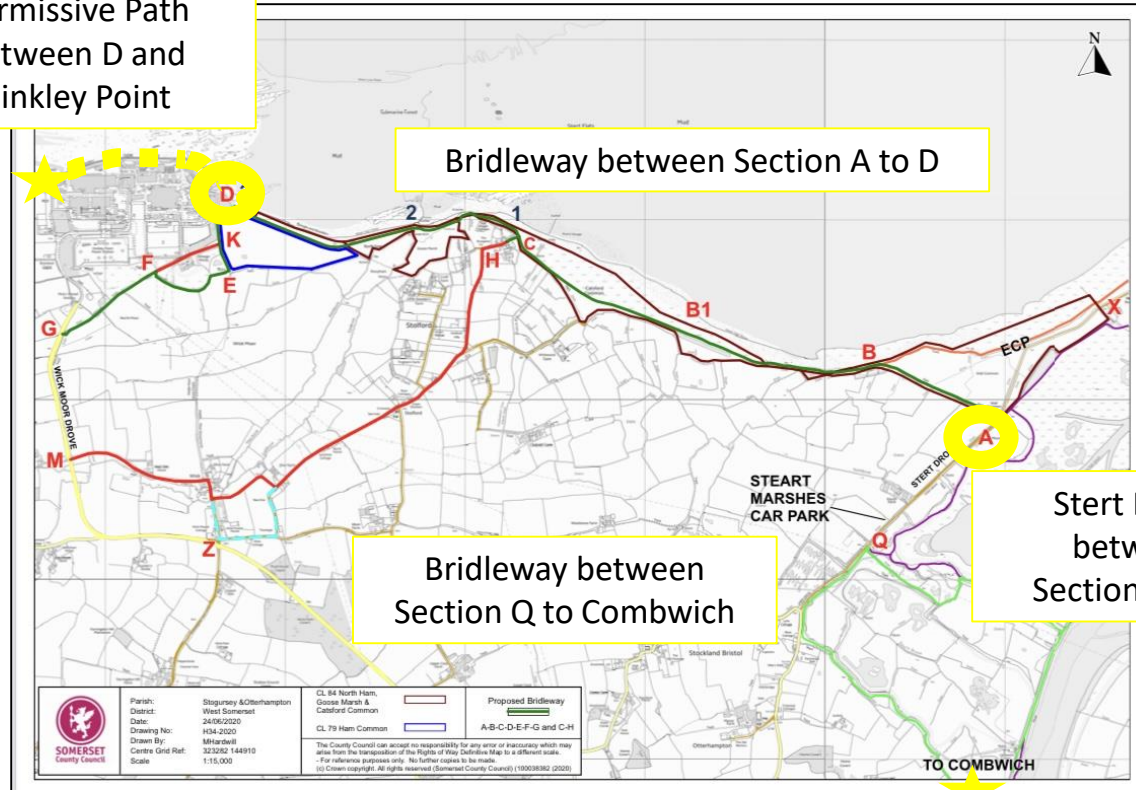 rmissive Path
tween D and
inkley Point
N
Bridleway between Section A to D
D
2
1
K
C
F
H
E
Stolford
B1
X
G
ECP
B
WICK MOOR DROVE
A
M
STEART
MARSHES
CAR PARK
STERT DRO
Q
Z
Stert
betw
Section
Bridleway between
Section Q to Combwich
Stockland Bristol
Otterhampton
TO COMBWICH
SOMERSET
County Council
Parish: Stogursey &Otterhampton
District: West Somerset
Date: 24/06/2020
Drawing No: H34-2020
Drawn By: MHardwill
Centre Grid Ref: 323282 144910
Scale 1:15,000
CL 84 North Ham,
Goose Marsh &
Catsford Common
CL 79 Ham Common
Proposed Bridleway
A-B-C-D-E-F-G and C-H
The County Council can accept no responsibility for any error or inaccuracy which may
arise from the transposition of the Rights of Way Definitive Map to a different scale.
- For reference purposes only. No further copies to be made.
(c) Crown copyright. All rights reserved (Somerset County Council) (100038382 (2020)